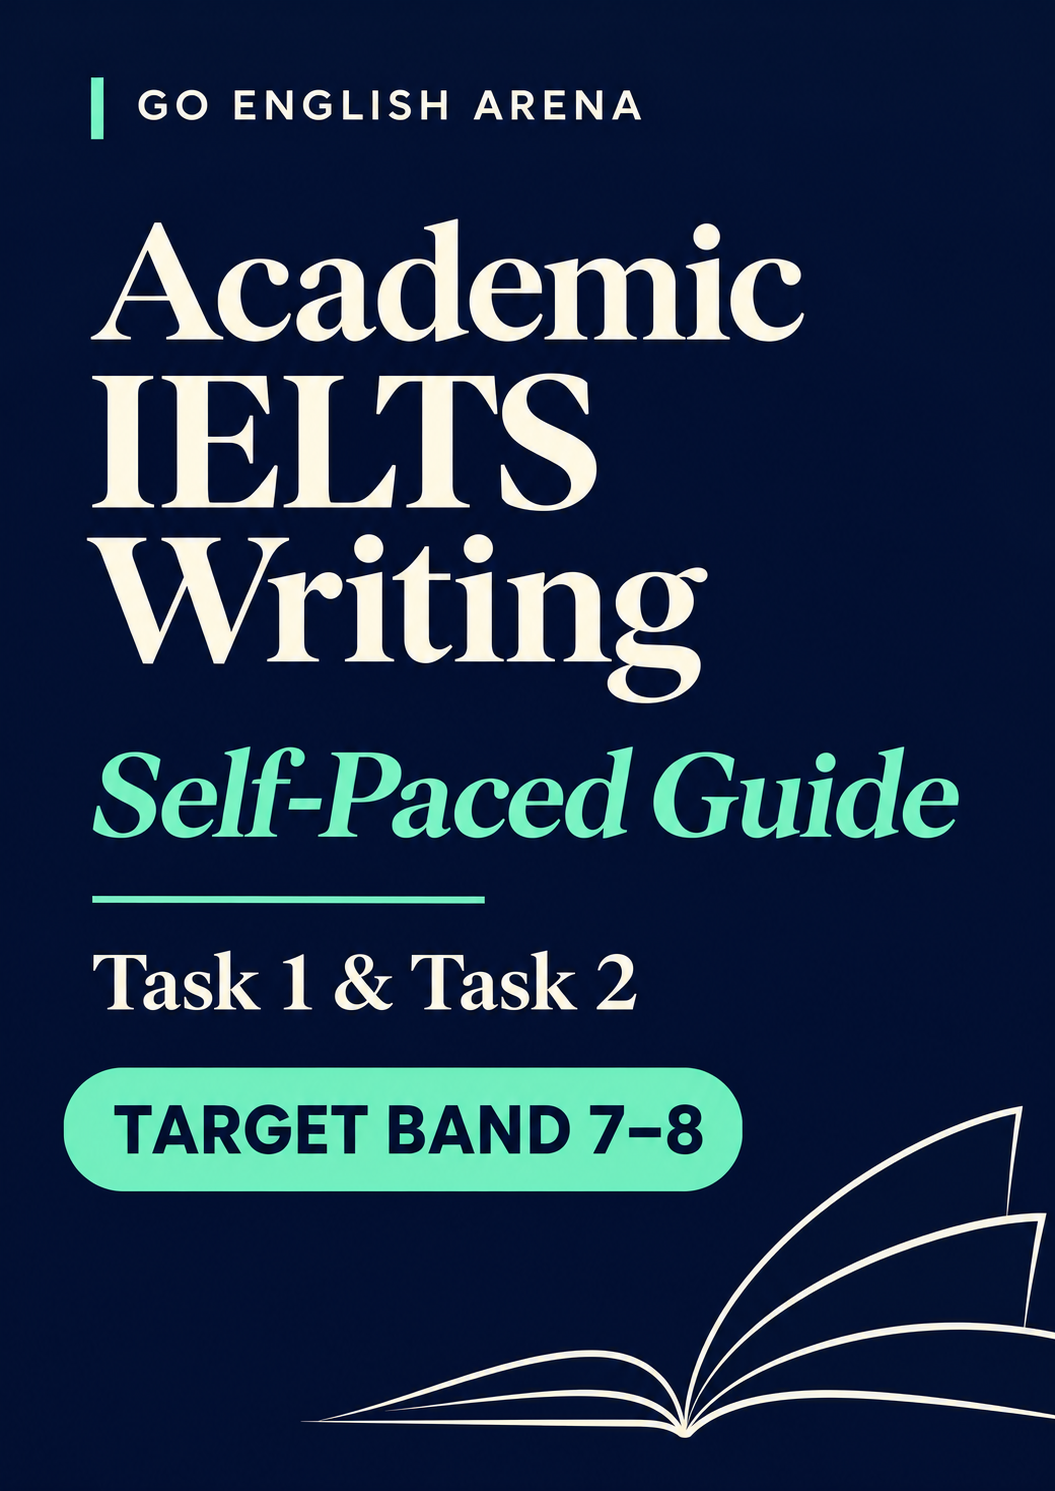 GO ENGLISH ARENA
Academic
IELTS
Writing
Self-Paced Guide
Task 1 & Task 2
TARGET BAND 7–8